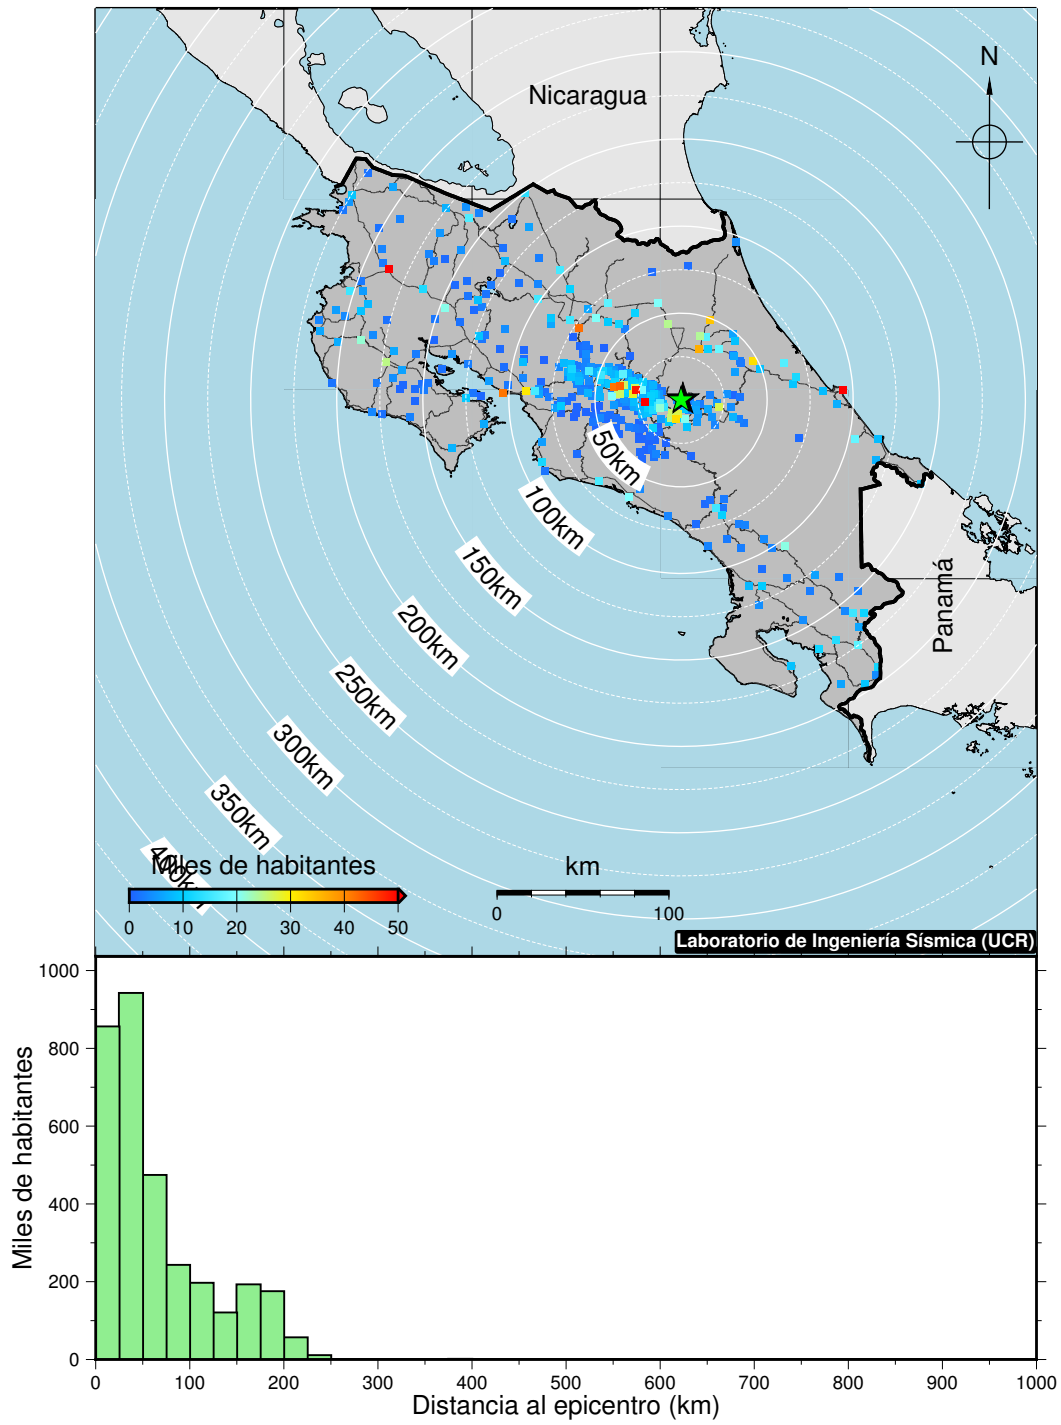 N
Nicaragua
Panamá
50km
100km
150km
200km
250km
300km
350km
400km
Miles de habitantes
0 10 20 30 40 50
km
0 100
Laboratorio de Ingeniería Sísmica (UCR)
Miles de habitantes
1000
800
600
400
200
0
0 100 200 300 400 500 600 700 800 900 1000
Distancia al epicentro (km)